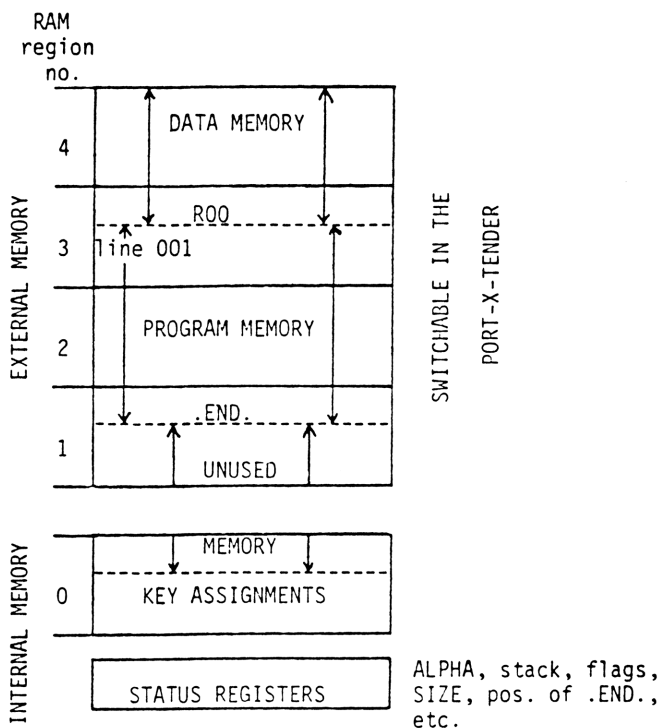 RAM
region
no.
DATA MEMORY
4
R00
3
line 001
2
PROGRAM MEMORY
.END.
1
UNUSED
EXTERNAL MEMORY
SWITCHABLE IN THE
PORT-X-TENDER
MEMORY
0
KEY ASSIGNMENTS
INTERNAL MEMORY
STATUS REGISTERS
ALPHA, stack, flags,
SIZE, pos. of .END.,
etc.